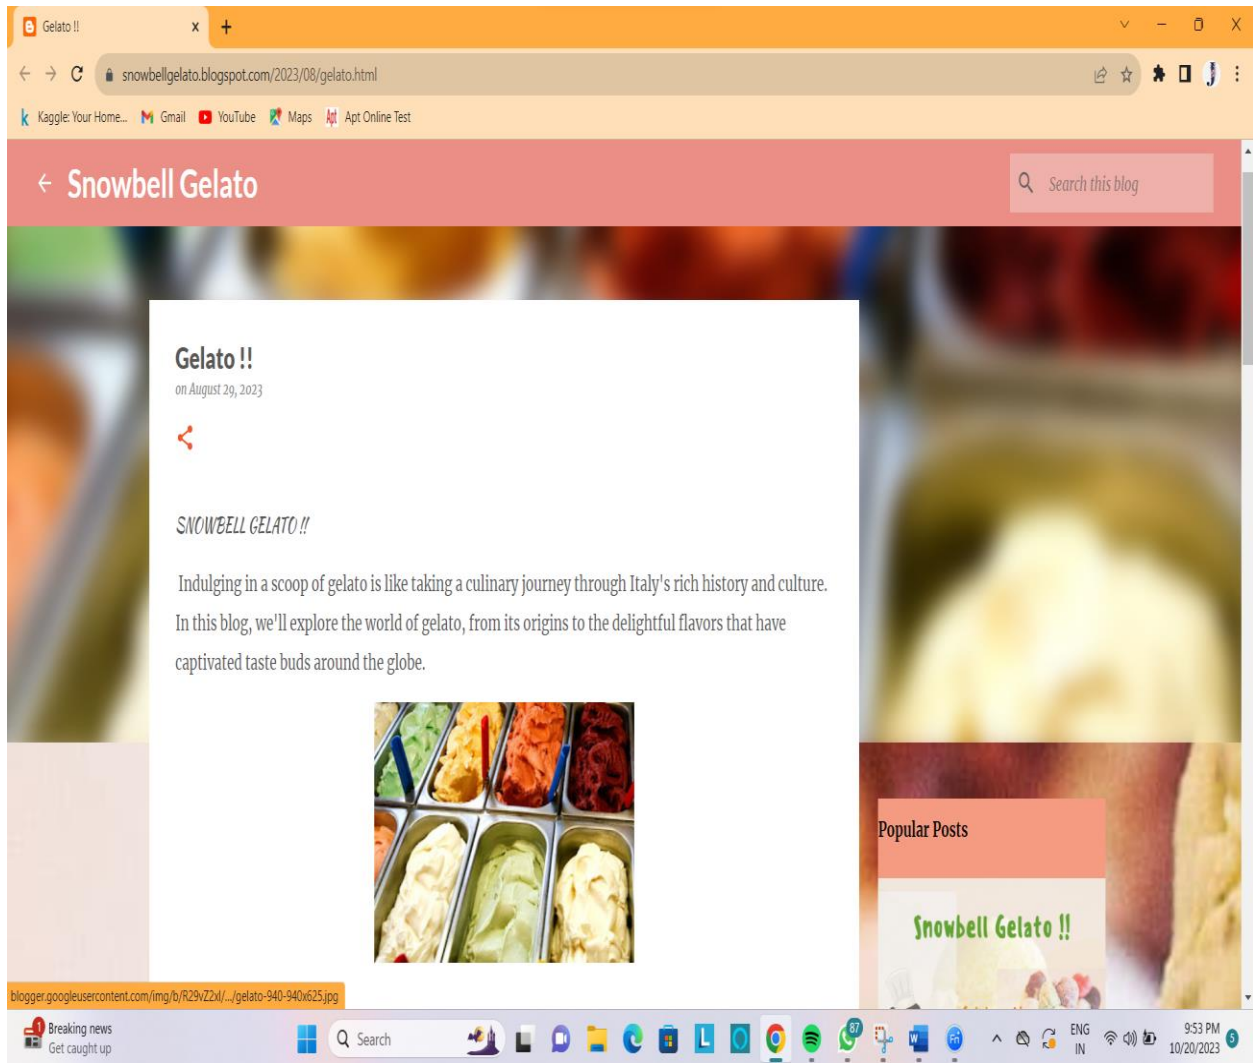 Gelato !!
snowbellgelato.blogspot.com/2023/08/gelato.html
Kaggle: Your Home... Gmail YouTube Maps Apt Apt Online Test
Snowbell Gelato
Search this blog
Gelato !!
on August 29, 2023
SNOWBELL GELATO !!
Indulging in a scoop of gelato is like taking a culinary journey through Italy's rich history and culture.
In this blog, we'll explore the world of gelato, from its origins to the delightful flavors that have
captivated taste buds around the globe.
Popular Posts
Snowbell Gelato !!
blogger.googleusercontent.com/img/b/R29vZ2xl/.../gelato-940-940x625.jpg
1 Breaking news
Get caught up
Search
87
ENG
IN
9:53 PM
10/20/2023
5